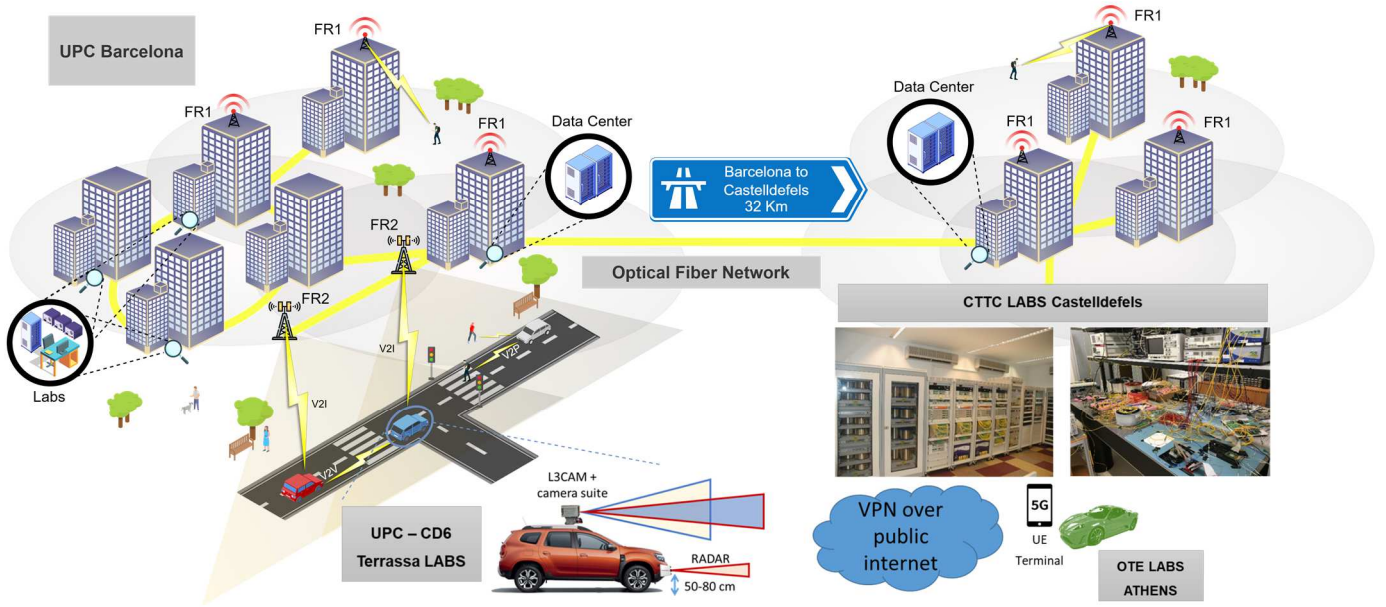 UPC Barcelona
FR1
FR1
FR1
Data Center
Barcelona to
Castelldefels
32 Km
Data Center
FR1
FR1
FR1
FR2
FR2
Optical Fiber Network
Labs
V2I
V2I
V2P
V2V
CTTC LABS Castelldefels
UPC – CD6
Terrassa LABS
L3CAM +
camera suite
RADAR
50-80 cm
VPN over
public
internet
5G
UE
Terminal
OTE LABS
ATHENS